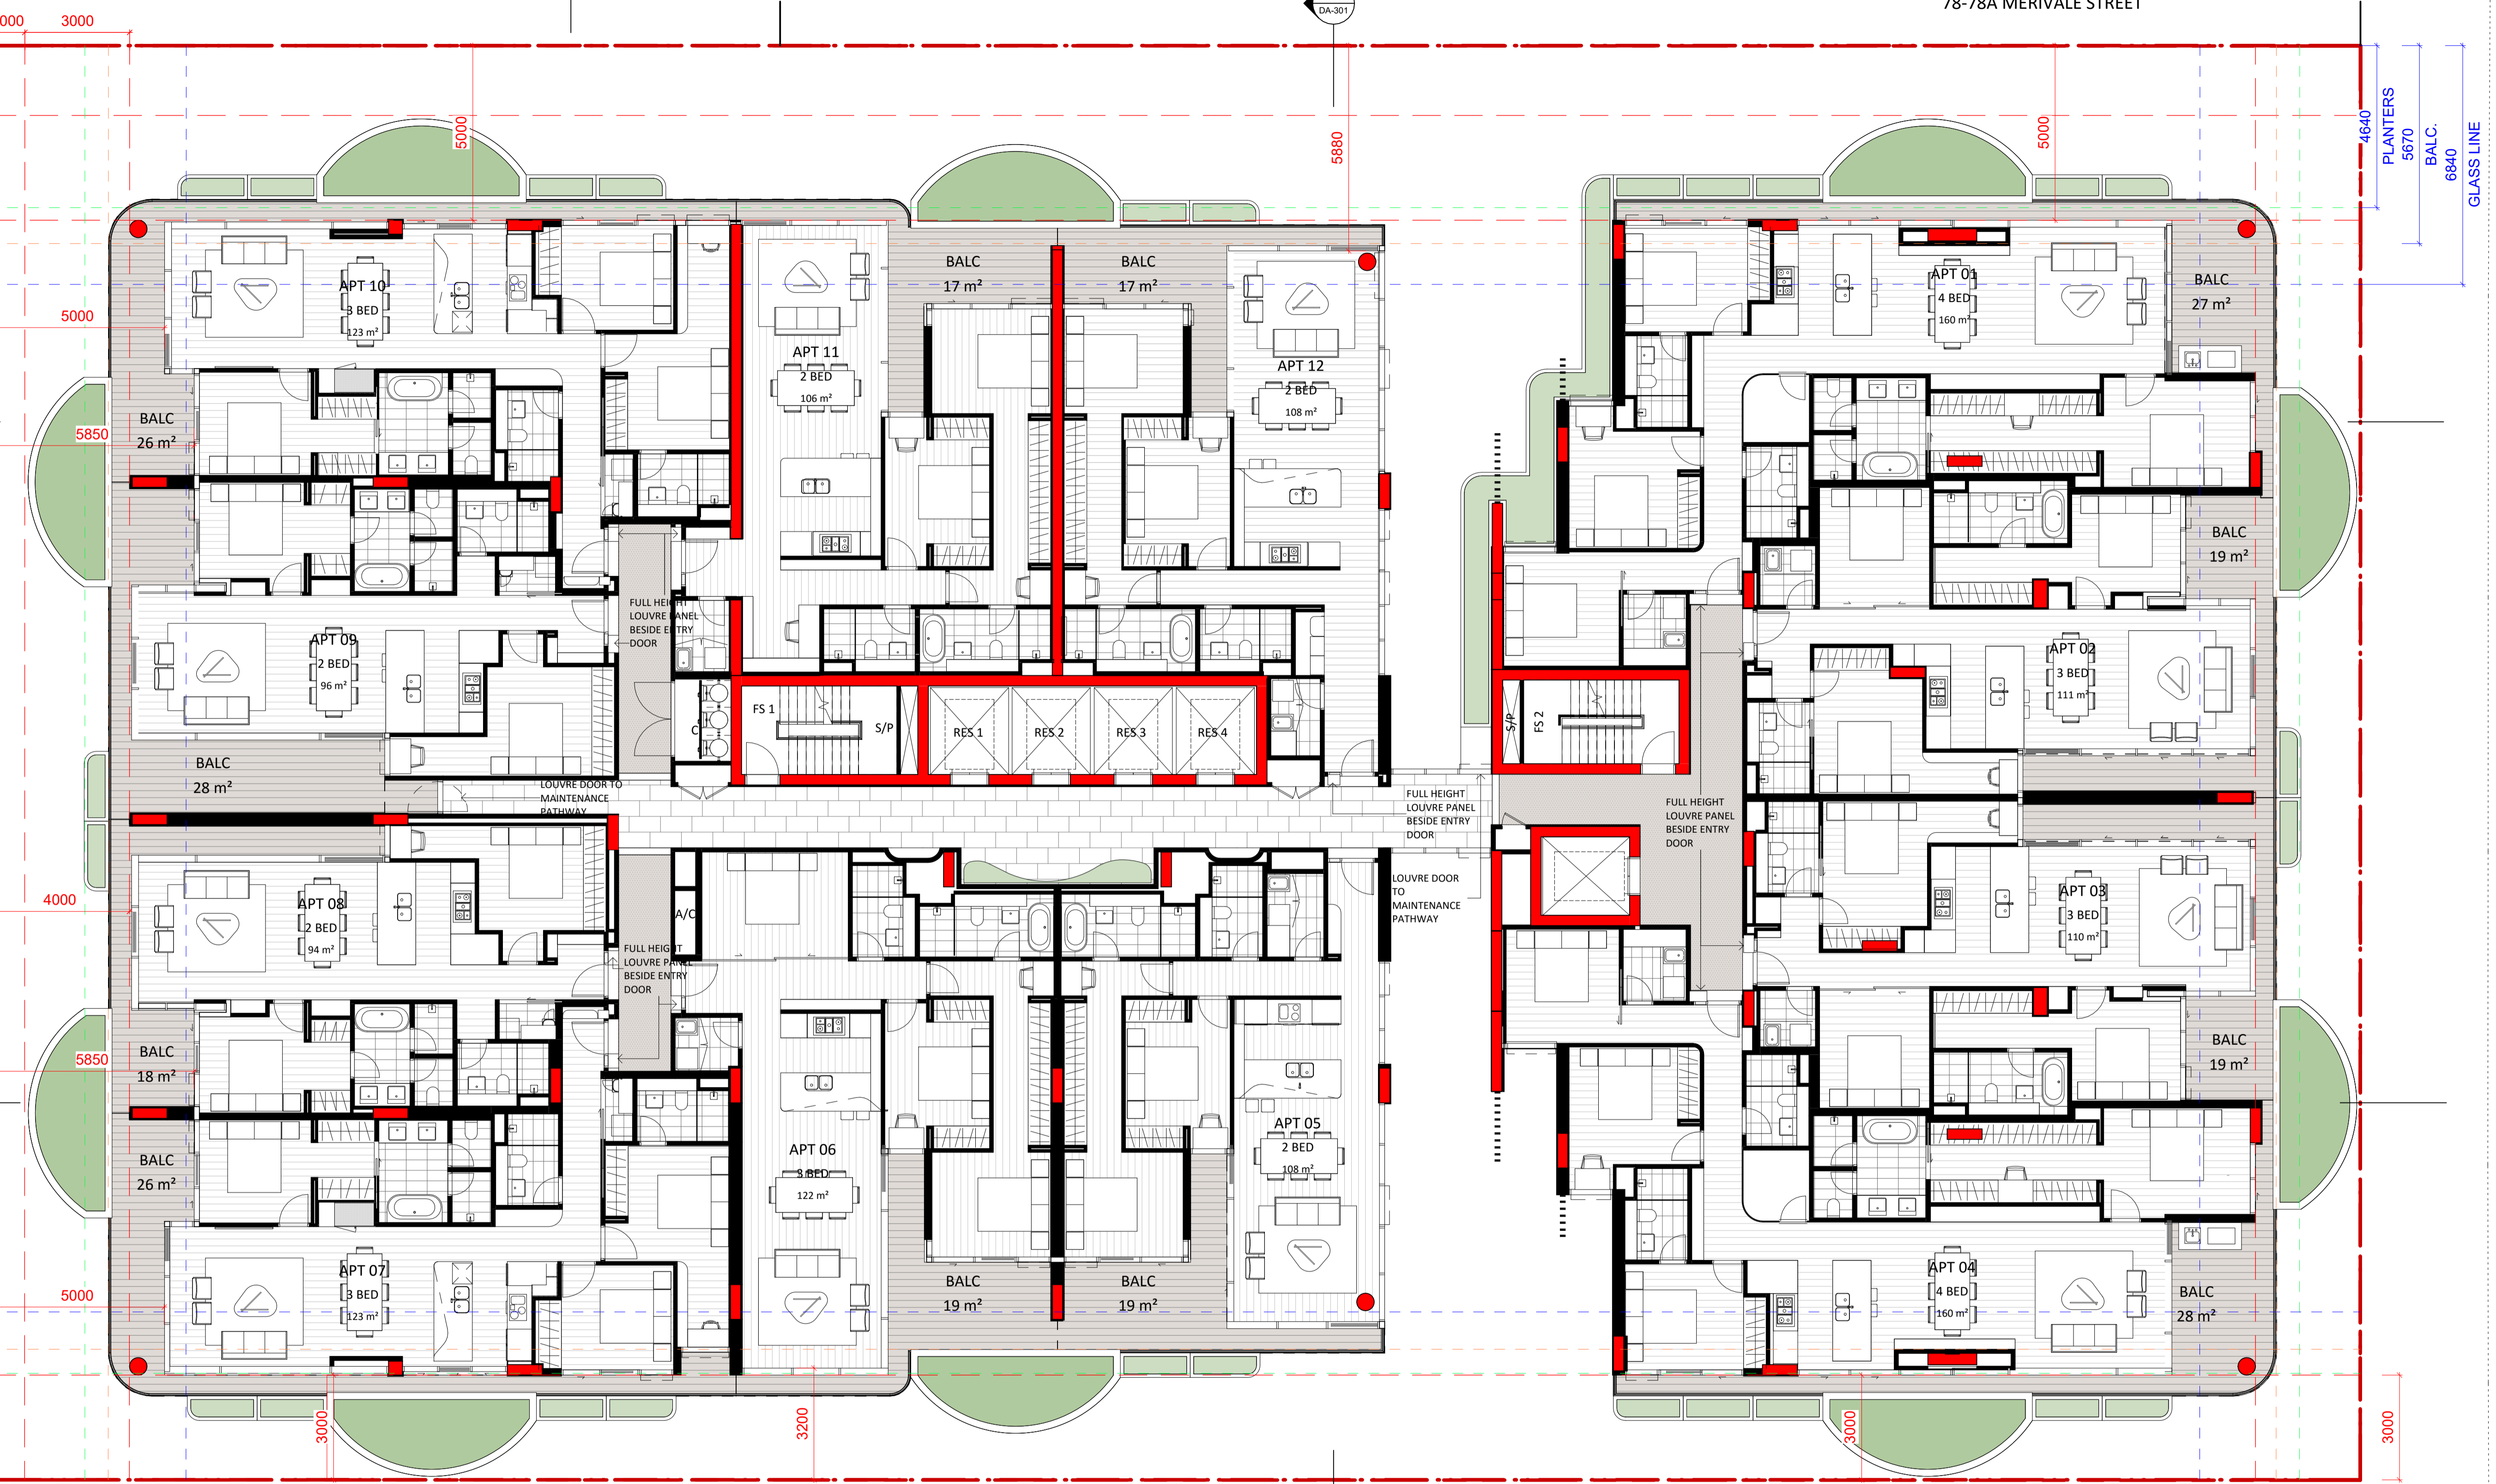 000
3000
DA-301
78-78A MERIVALE STREET
5000
5880
5000
4640
PLANTERS
5670
BALC.
6840
GLASS LINE
APT 10
3 BED
123 m²
BALC
17 m²
BALC
17 m²
APT 01
4 BED
160 m²
BALC
27 m²
5000
APT 11
2 BED
106 m²
APT 12
2 BED
108 m²
BALC
26 m²
5850
BALC
19 m²
FULL HEIGHT
LOUVRE PANEL
BESIDE ENTRY
DOOR
APT 09
2 BED
96 m²
APT 02
3 BED
111 m²
FS 1
S/P
RES 1
RES 2
RES 3
RES 4
S/P
FS 2
C
BALC
28 m²
LOUVRE DOOR TO
MAINTENANCE
PATHWAY
FULL HEIGHT
LOUVRE PANEL
BESIDE ENTRY
DOOR
FULL HEIGHT
LOUVRE PANEL
BESIDE ENTRY
DOOR
LOUVRE DOOR
TO
MAINTENANCE
PATHWAY
4000
APT 08
2 BED
94 m²
A/C
APT 03
3 BED
110 m²
FULL HEIGHT
LOUVRE PANEL
BESIDE ENTRY
DOOR
BALC
18 m²
5850
BALC
19 m²
BALC
26 m²
APT 06
3 BED
122 m²
APT 05
2 BED
108 m²
5000
APT 07
3 BED
123 m²
BALC
19 m²
BALC
19 m²
APT 04
4 BED
160 m²
BALC
28 m²
3000
3200
3000
3000